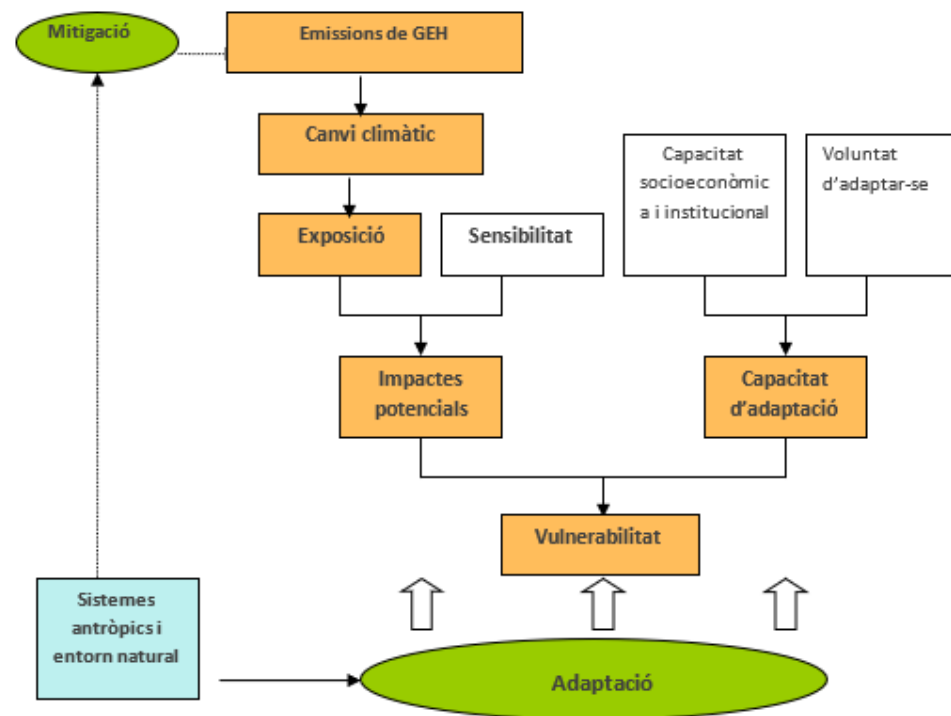 Mitigació
Emissions de GEH
Canvi climàtic
Capacitat
socioeconòmic
a i institucional
Voluntat
d'adaptar-se
Exposició
Sensibilitat
Impactes
potencials
Capacitat
d'adaptació
Vulnerabilitat
Sistemes
antròpics i
entorn natural
Adaptació